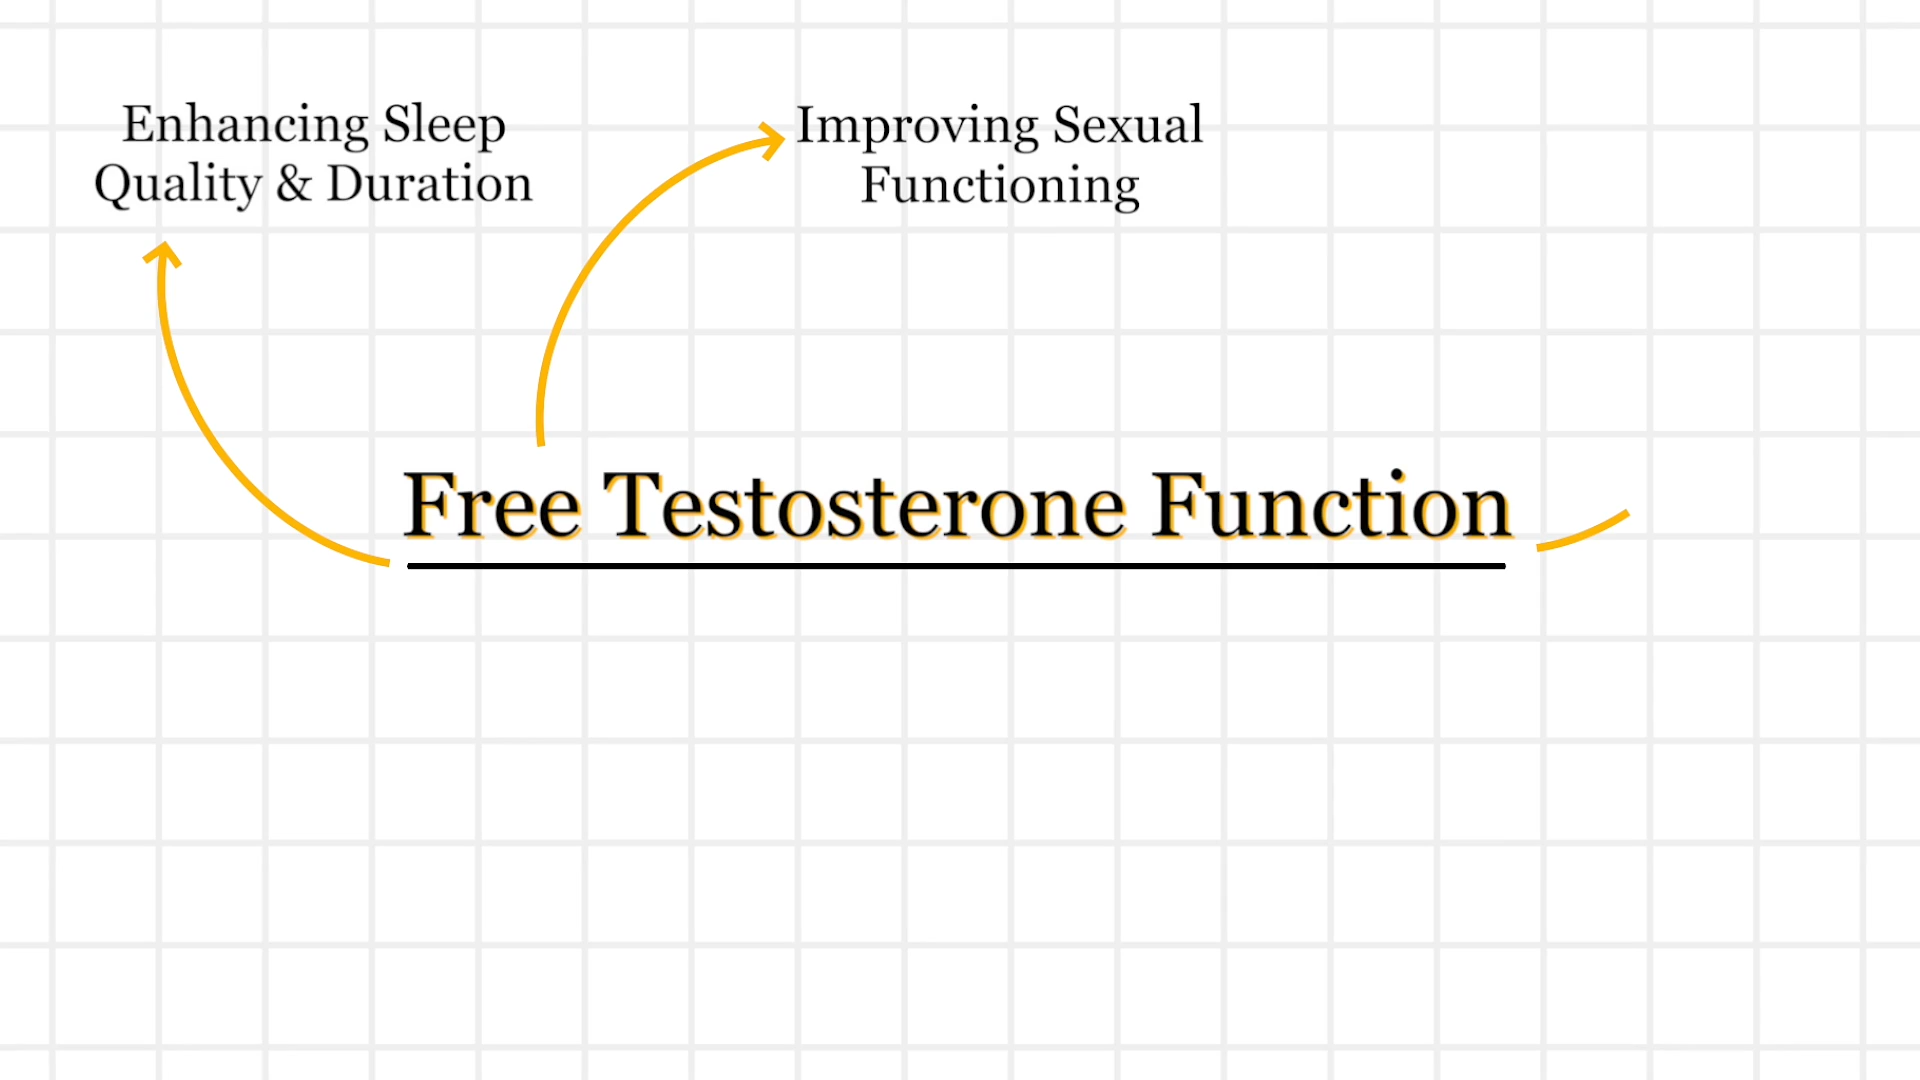 Enhancing Sleep
Quality & Duration
Improving Sexual
Functioning
Free Testosterone Function